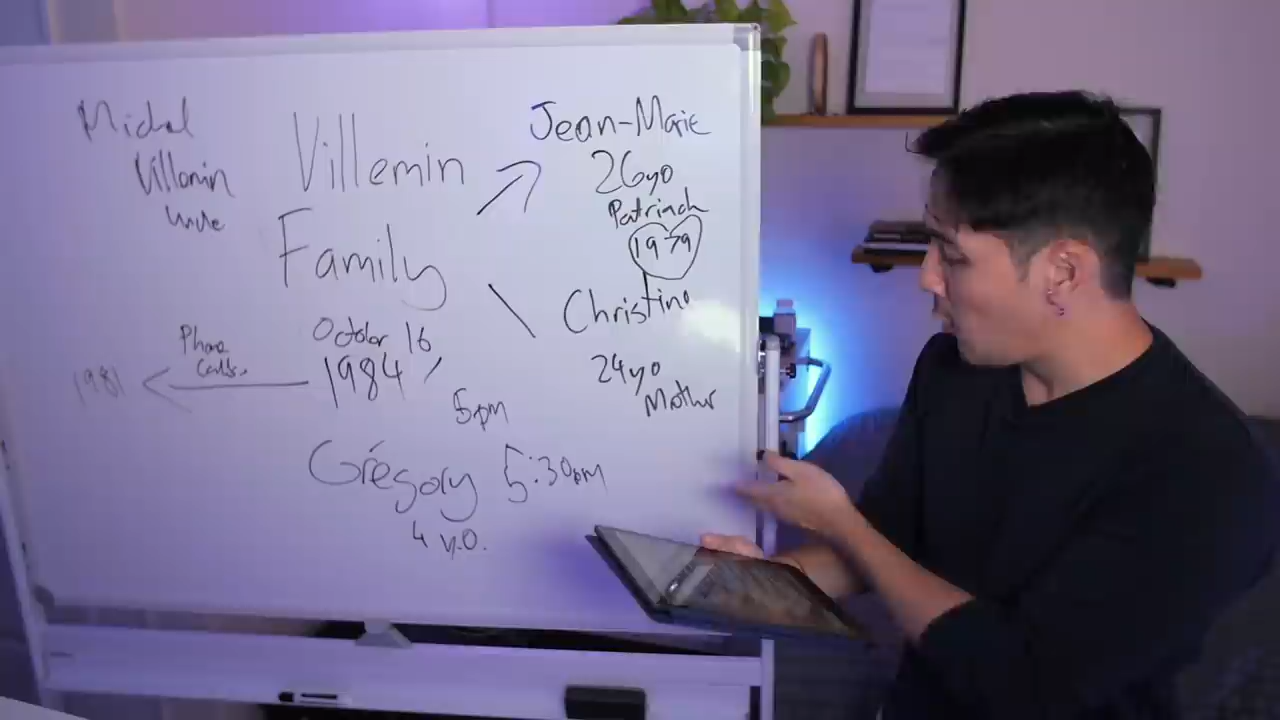 Michel
Villemin
Uncle
Villemin
Family
October 16
1984
5pm
Phone
Calls
1981
Grégory 5:30pm
4 y.o.
Jean-Marie
26yo
Patriach
1979
Christine
24yo
Mother